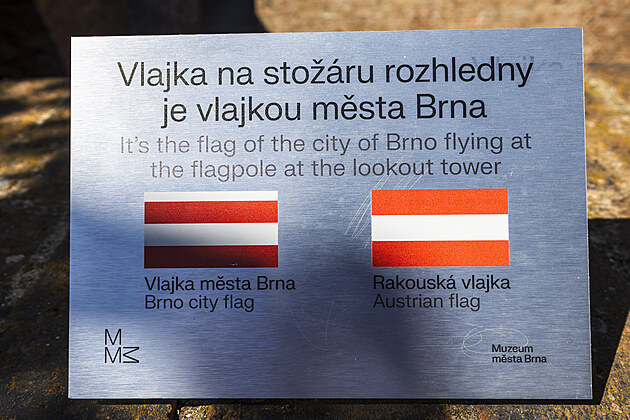 Vlajka na stožáru rozhledny
je vlajkou města Brna
It's the flag of the city of Brno flying at
the flagpole at the lookout tower
Vlajka města Brna
Brno city flag
Rakouská vlajka
Austrian flag
M
MM
Muzeum
města Brna